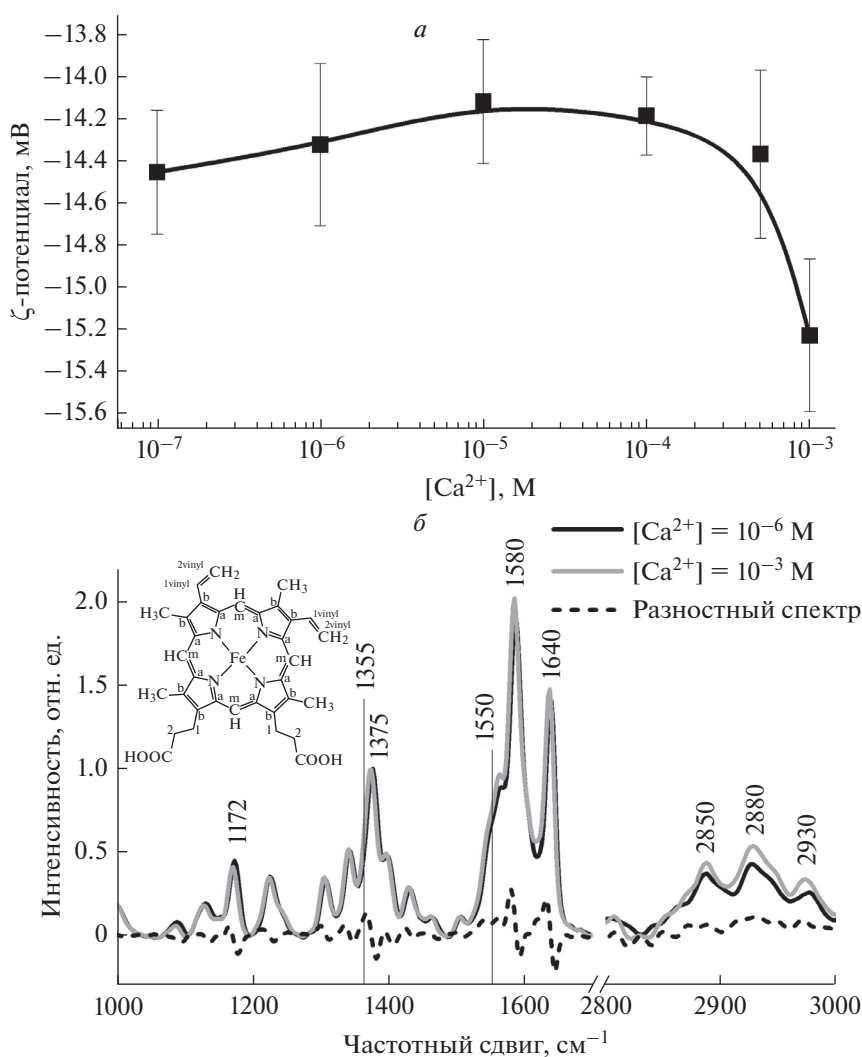 а
−13.8
−14.0
−14.2
−14.4
−14.6
−14.8
−15.0
−15.2
−15.4
−15.6
ζ-потенциал, мВ
10⁻⁷
10⁻⁶
10⁻⁵
10⁻⁴
10⁻³
[Ca²⁺], М
б
[Ca²⁺] = 10⁻⁶ М
[Ca²⁺] = 10⁻³ М
Разностный спектр
2.0
1.5
1.0
0.5
0
Интенсивность, отн. ед.
2vinyl
CH₂
1vinyl
b
b
a
H
C
m
a
b
CH₃
b
1vinyl
2vinyl
CH₂
H₃C
a
N
N
a
HC
m
Fe
m
CH
a
N
N
a
H₃C
b
b
a
C
m
H
a
b
b
CH₃
2
1
1
2
HOOC
COOH
1172
1355
1375
1550
1580
1640
2850
2880
2930
1000
1200
1400
1600
2800
2900
3000
Частотный сдвиг, см⁻¹